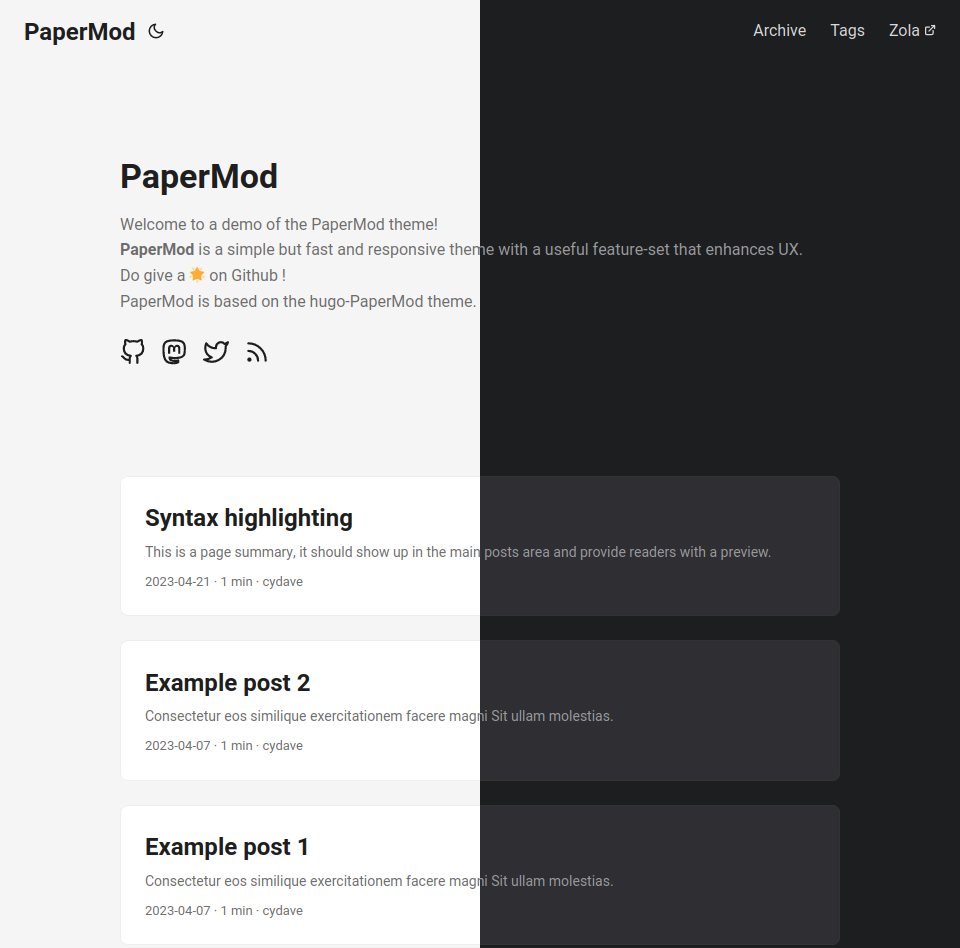 PaperMod
Archive Tags Zola
PaperMod
Welcome to a demo of the PaperMod theme!
PaperMod is a simple but fast and responsive theme with a useful feature-set that enhances UX.
Do give a 🌟 on Github !
PaperMod is based on the hugo-PaperMod theme.
Syntax highlighting
This is a page summary, it should show up in the main posts area and provide readers with a preview.
2023-04-21 · 1 min · cydave
Example post 2
Consectetur eos similique exercitationem facere magni Sit ullam molestias.
2023-04-07 · 1 min · cydave
Example post 1
Consectetur eos similique exercitationem facere magni Sit ullam molestias.
2023-04-07 · 1 min · cydave